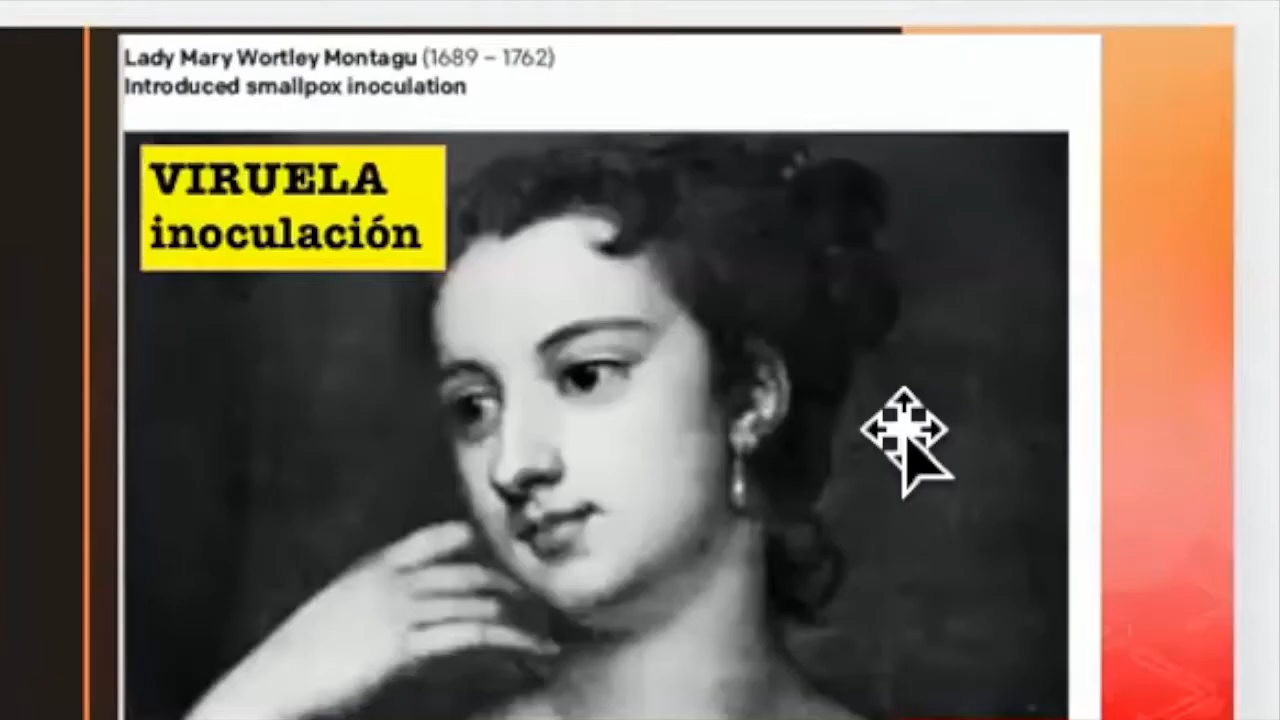 Lady Mary Wortley Montagu (1689 – 1762)
Introduced smallpox inoculation
VIRUELA
inoculación